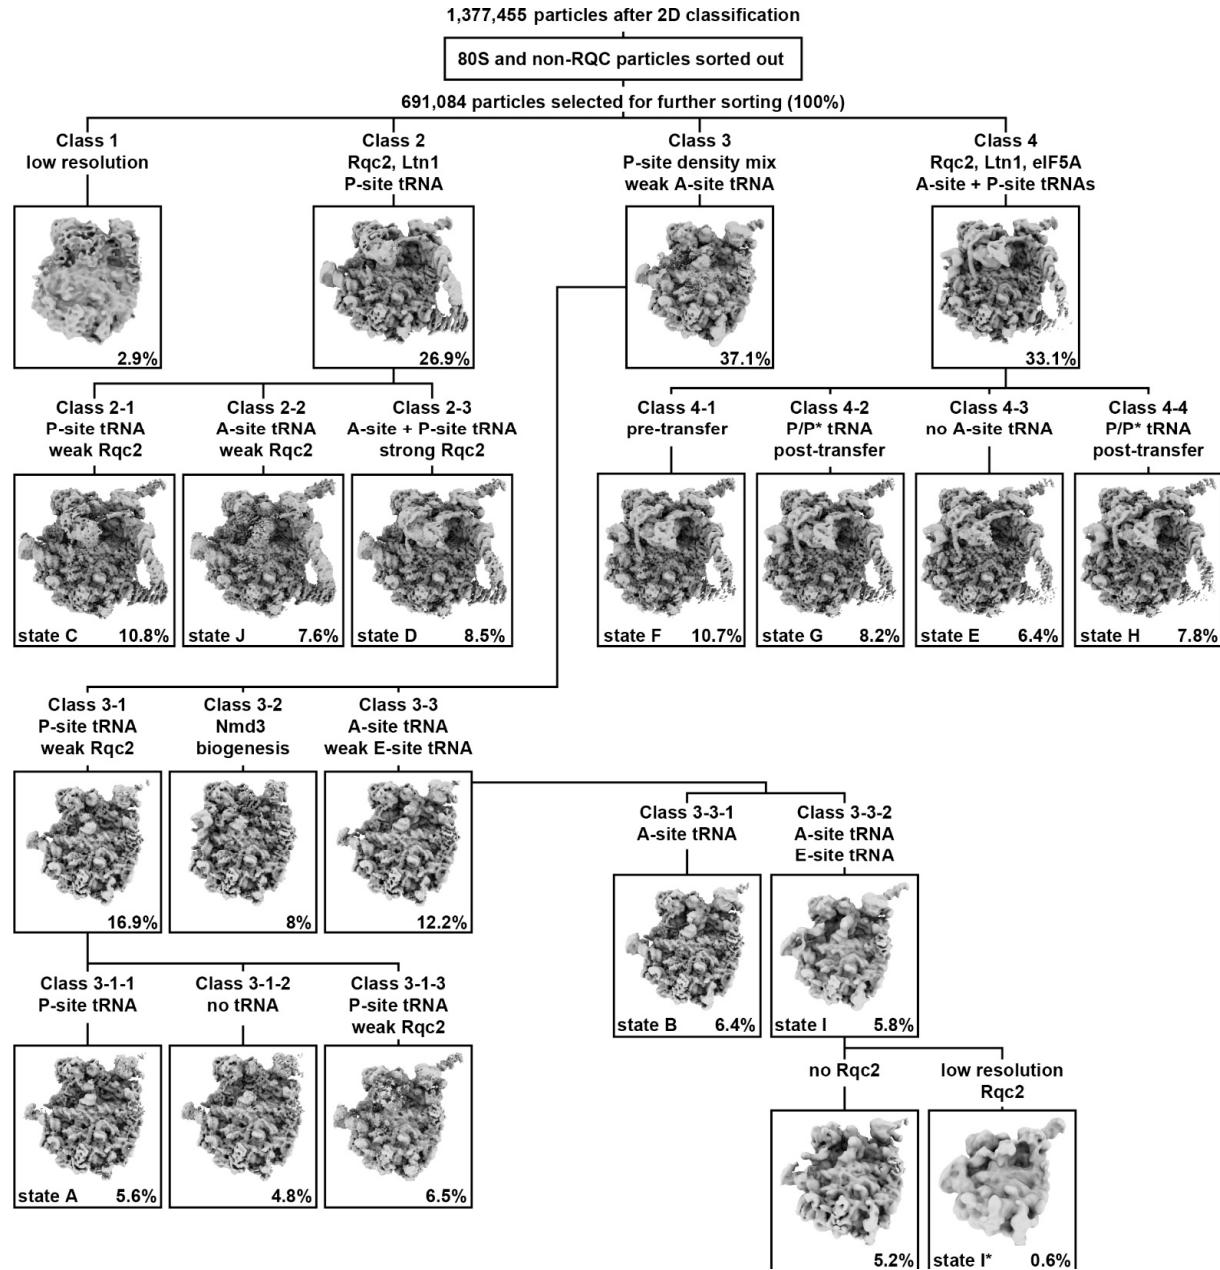 1,377,455 particles after 2D classification
80S and non-RQC particles sorted out
691,084 particles selected for further sorting (100%)
Class 1
low resolution
2.9%
Class 2
Rqc2, Ltn1
P-site tRNA
26.9%
Class 3
P-site density mix
weak A-site tRNA
37.1%
Class 4
Rqc2, Ltn1, eIF5A
A-site + P-site tRNAs
33.1%
Class 2-1
P-site tRNA
weak Rqc2
state C 10.8%
Class 2-2
A-site tRNA
weak Rqc2
state J 7.6%
Class 2-3
A-site + P-site tRNA
strong Rqc2
state D 8.5%
Class 4-1
pre-transfer
state F 10.7%
Class 4-2
P/P* tRNA
post-transfer
state G 8.2%
Class 4-3
no A-site tRNA
state E 6.4%
Class 4-4
P/P* tRNA
post-transfer
state H 7.8%
Class 3-1
P-site tRNA
weak Rqc2
16.9%
Class 3-2
Nmd3
biogenesis
8%
Class 3-3
A-site tRNA
weak E-site tRNA
12.2%
Class 3-3-1
A-site tRNA
state B 6.4%
Class 3-3-2
A-site tRNA
E-site tRNA
state I 5.8%
Class 3-1-1
P-site tRNA
state A 5.6%
Class 3-1-2
no tRNA
4.8%
Class 3-1-3
P-site tRNA
weak Rqc2
6.5%
no Rqc2
5.2%
low resolution
Rqc2
state I* 0.6%